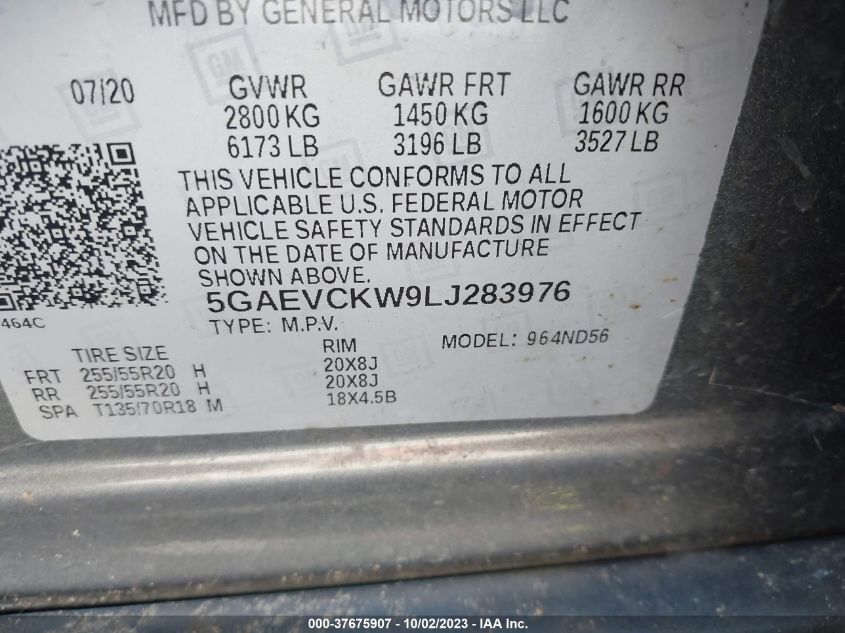 MFD BY GENERAL MOTORS LLC
07/20 GVWR GAWR FRT GAWR RR
2800 KG 1450 KG 1600 KG
6173 LB 3196 LB 3527 LB
THIS VEHICLE CONFORMS TO ALL
APPLICABLE U.S. FEDERAL MOTOR
VEHICLE SAFETY STANDARDS IN EFFECT
ON THE DATE OF MANUFACTURE
SHOWN ABOVE.
464C
5GAEVCKW9LJ283976
TYPE: M.P.V. MODEL: 964ND56
TIRE SIZE RIM
FRT 255/55R20 H 20X8J
RR 255/55R20 H 20X8J
SPA T135/70R18 M 18X4.5B
000-37675907 - 10/02/2023 - IAA Inc.